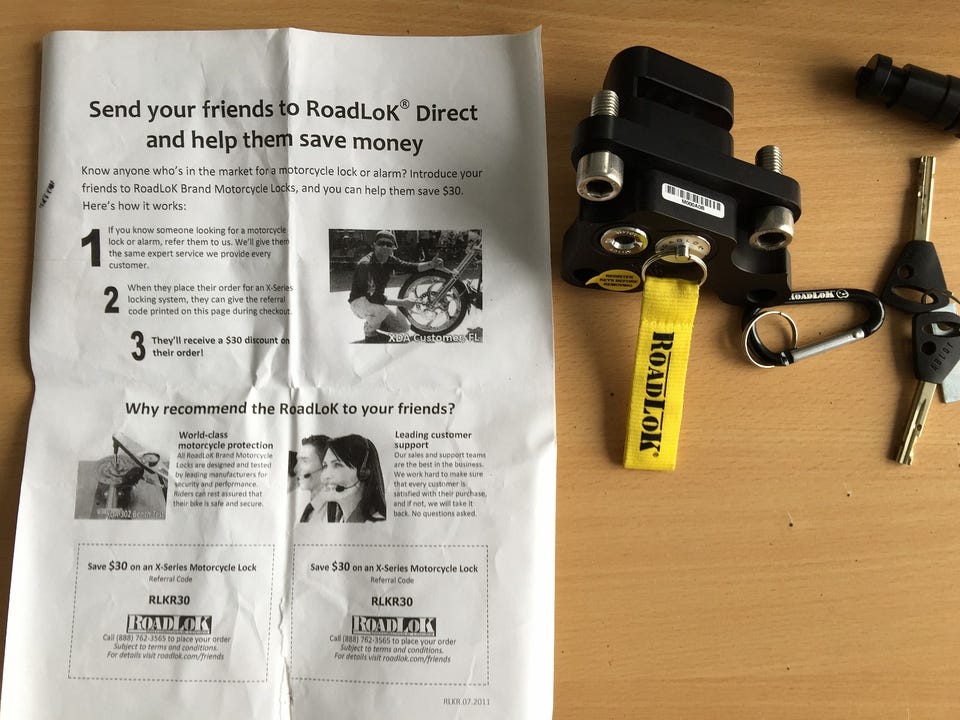 Send your friends to RoadLoK® Direct
and help them save money
Know anyone who's in the market for a motorcycle lock or alarm? Introduce your
friends to RoadLoK Brand Motorcycle Locks, and you can help them save $30.
Here's how it works:
1
If you know someone looking for a motorcycle
lock or alarm, refer them to us. We'll give them
the same expert service we provide every
customer.
2
When they place their order for an X-Series
locking system, they can give the referral
code printed on this page during checkout.
3
They'll receive a $30 discount on
their order!
XDA Customer, FL
Why recommend the RoadLoK to your friends?
World-class
motorcycle protection
All RoadLoK Brand Motorcycle
Locks are designed and tested
by leading manufacturers for
security and performance.
Riders can rest assured that
their bike is safe and secure.
Leading customer
support
Our sales and support teams
are the best in the business.
We work hard to make sure
that every customer is
satisfied with their purchase,
and if not, we will take it
back. No questions asked.
Save $30 on an X-Series Motorcycle Lock
Referral Code
RLKR30
ROADLOK
Call (888) 762-3565 to place your order
Subject to terms and conditions.
For details visit roadlok.com/friends
Save $30 on an X-Series Motorcycle Lock
Referral Code
RLKR30
ROADLOK
Call (888) 762-3565 to place your order
Subject to terms and conditions.
For details visit roadlok.com/friends
RLKR.07.2011
REGISTER
KEYS BEFORE
REMOVING
ROADLOK
ROADLOK